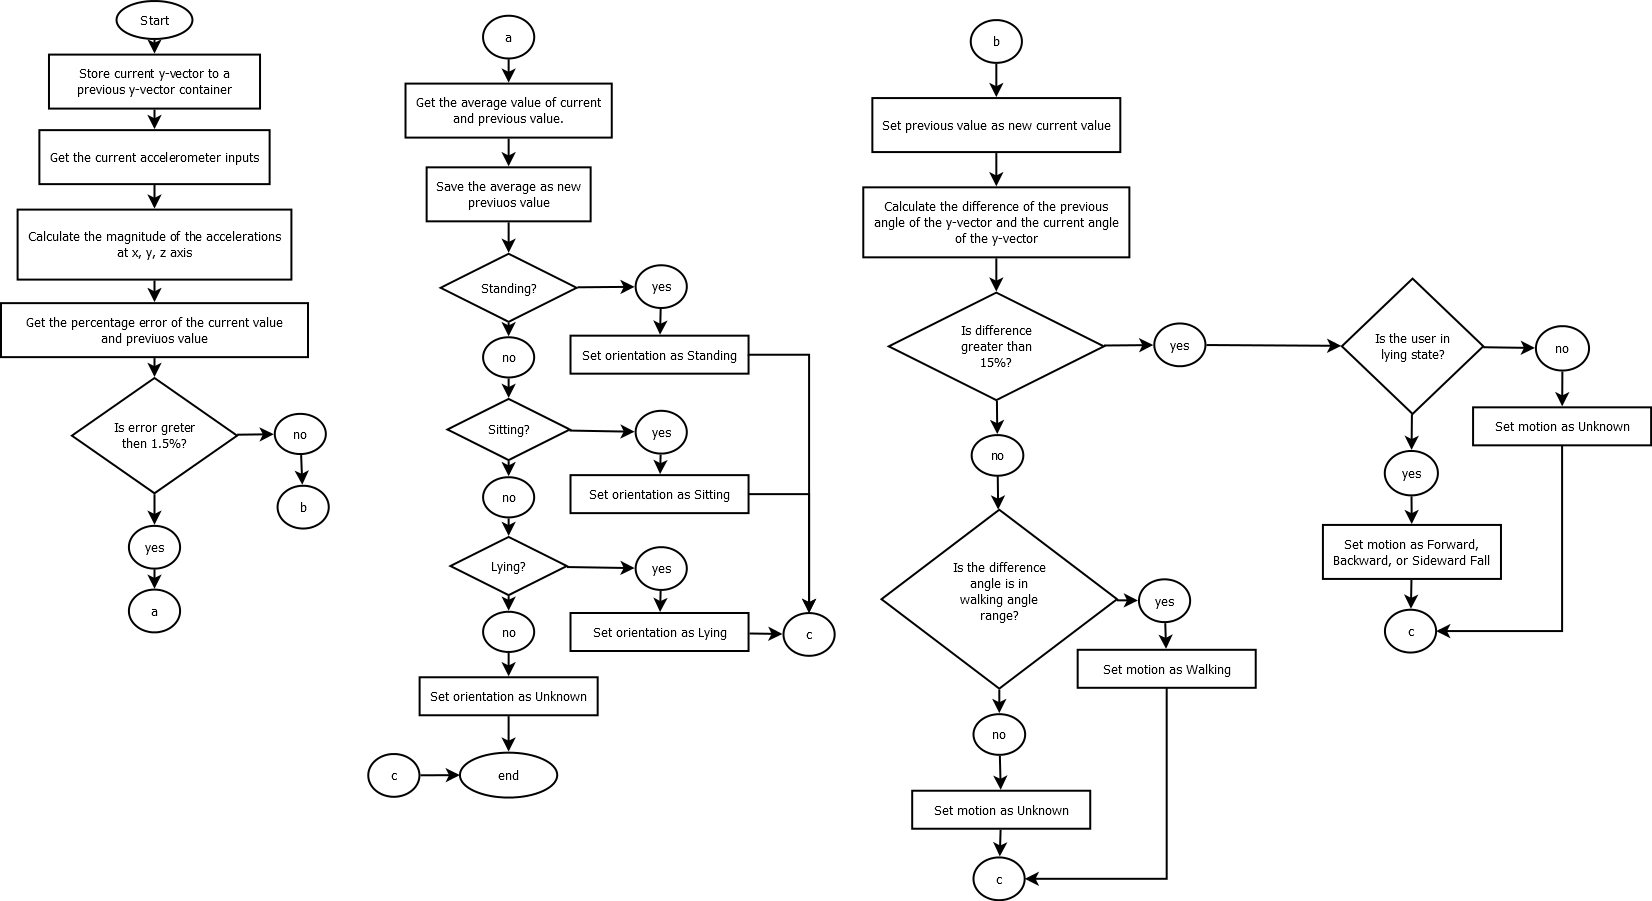 Start
Store current y-vector to a
previous y-vector container
Get the current accelerometer inputs
Calculate the magnitude of the accelerations
at x, y, z axis
Get the percentage error of the current value
and previuos value
Is error greter
then 1.5%?
no
b
yes
a
a
Get the average value of current
and previous value.
Save the average as new
previuos value
Standing?
yes
Set orientation as Standing
no
Sitting?
yes
Set orientation as Sitting
no
Lying?
yes
Set orientation as Lying
c
no
Set orientation as Unknown
c
end
b
Set previous value as new current value
Calculate the difference of the previous
angle of the y-vector and the current angle
of the y-vector
Is difference
greater than
15%?
yes
Is the user in
lying state?
no
Set motion as Unknown
yes
Set motion as Forward,
Backward, or Sideward Fall
c
no
Is the difference
angle is in
walking angle
range?
yes
Set motion as Walking
no
Set motion as Unknown
c